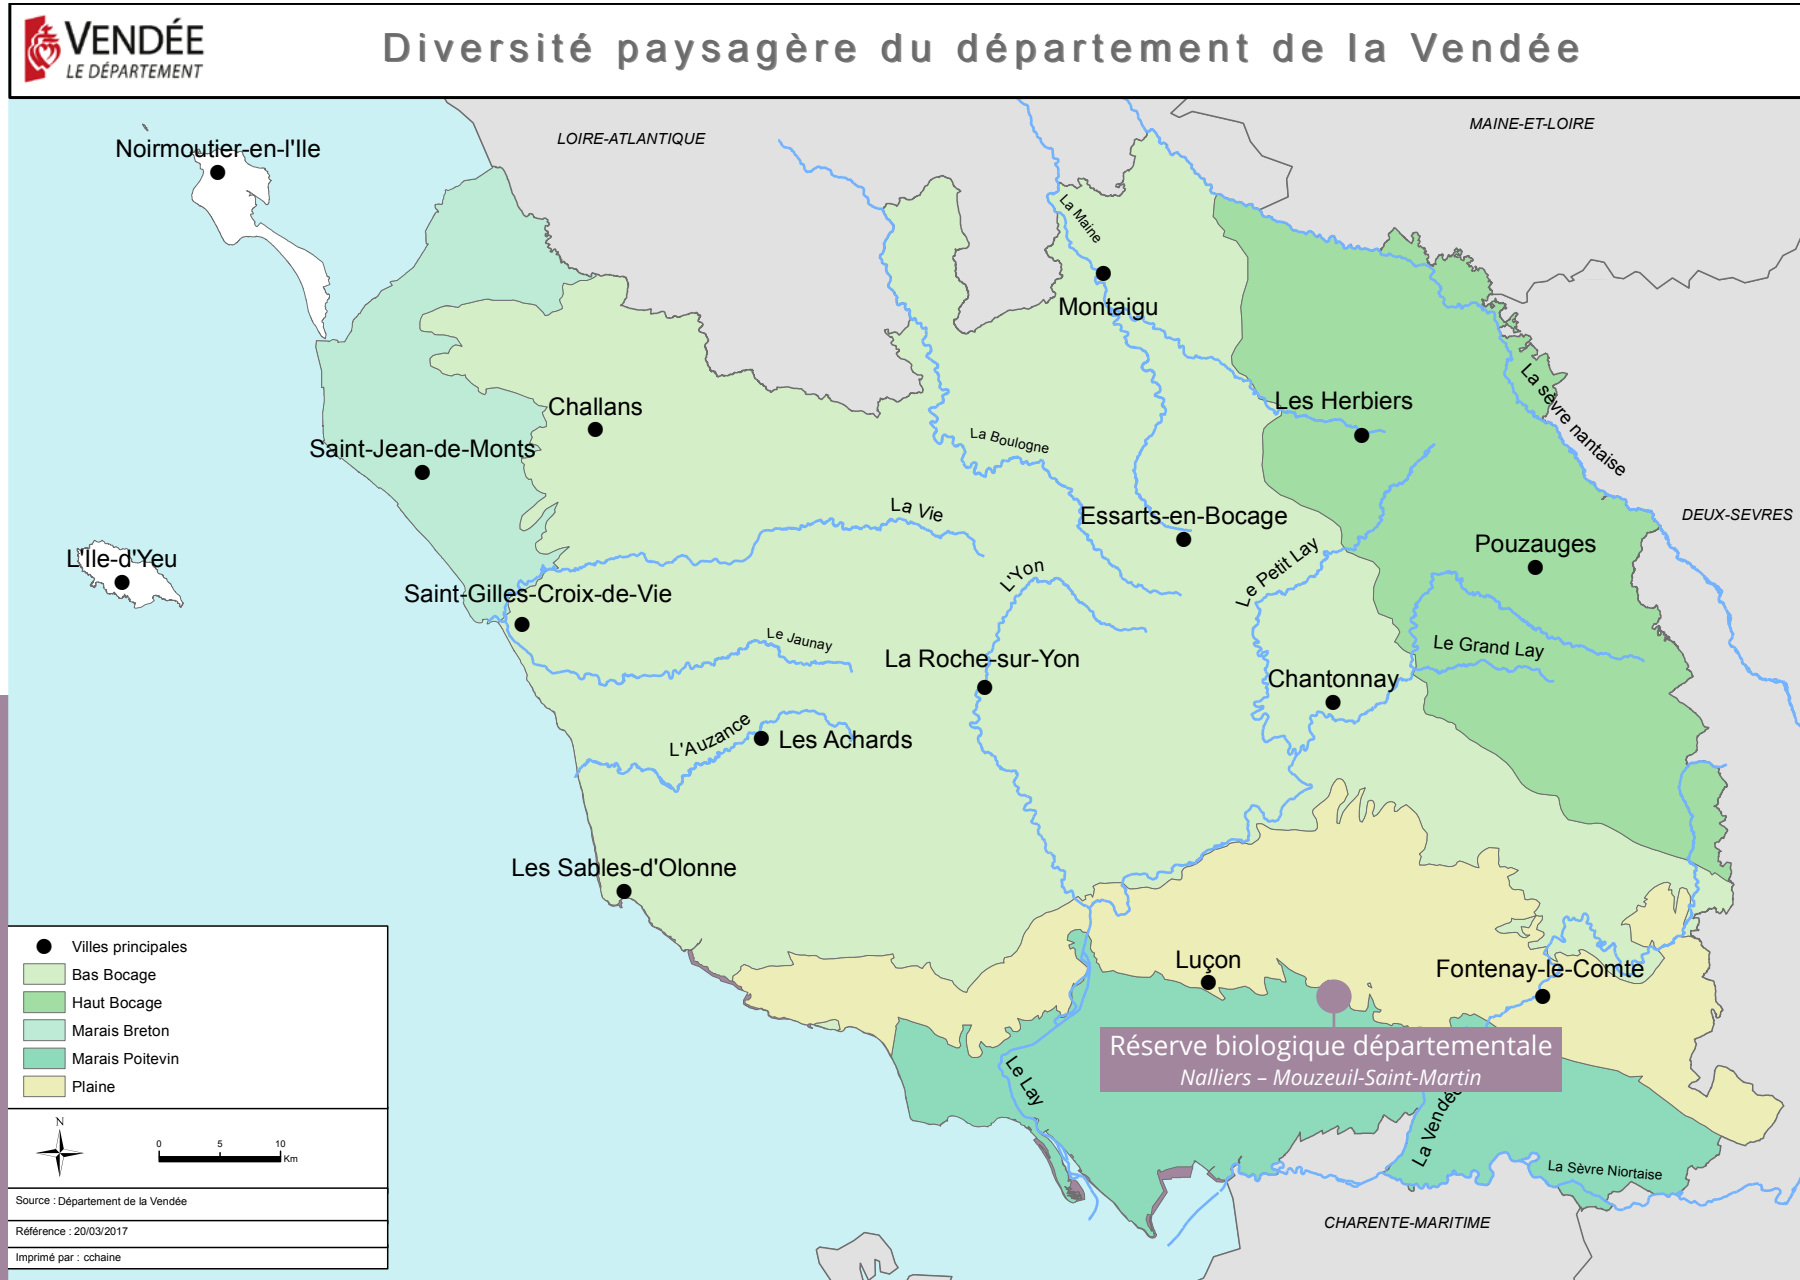 VENDÉE
LE DÉPARTEMENT
Diversité paysagère du département de la Vendée
LOIRE-ATLANTIQUE
MAINE-ET-LOIRE
Noirmoutier-en-l'Ile
La Maine
Montaigu
La sèvre nantaise
Les Herbiers
Challans
La Boulogne
Saint-Jean-de-Monts
La Vie
Essarts-en-Bocage
DEUX-SEVRES
Pouzauges
L'Ile-d'Yeu
L'Yon
Le Petit Lay
Saint-Gilles-Croix-de-Vie
Le Jaunay
Le Grand Lay
La Roche-sur-Yon
Chantonnay
L'Auzance
Les Achards
Les Sables-d'Olonne
Luçon
Fontenay-le-Comte
Réserve biologique départementale
Nalliers – Mouzeuil-Saint-Martin
Le Lay
La Vendée
La Sèvre Niortaise
CHARENTE-MARITIME
Villes principales
Bas Bocage
Haut Bocage
Marais Breton
Marais Poitevin
Plaine
N
0 5 10
Km
Source : Département de la Vendée
Référence : 20/03/2017
Imprimé par : cchaine